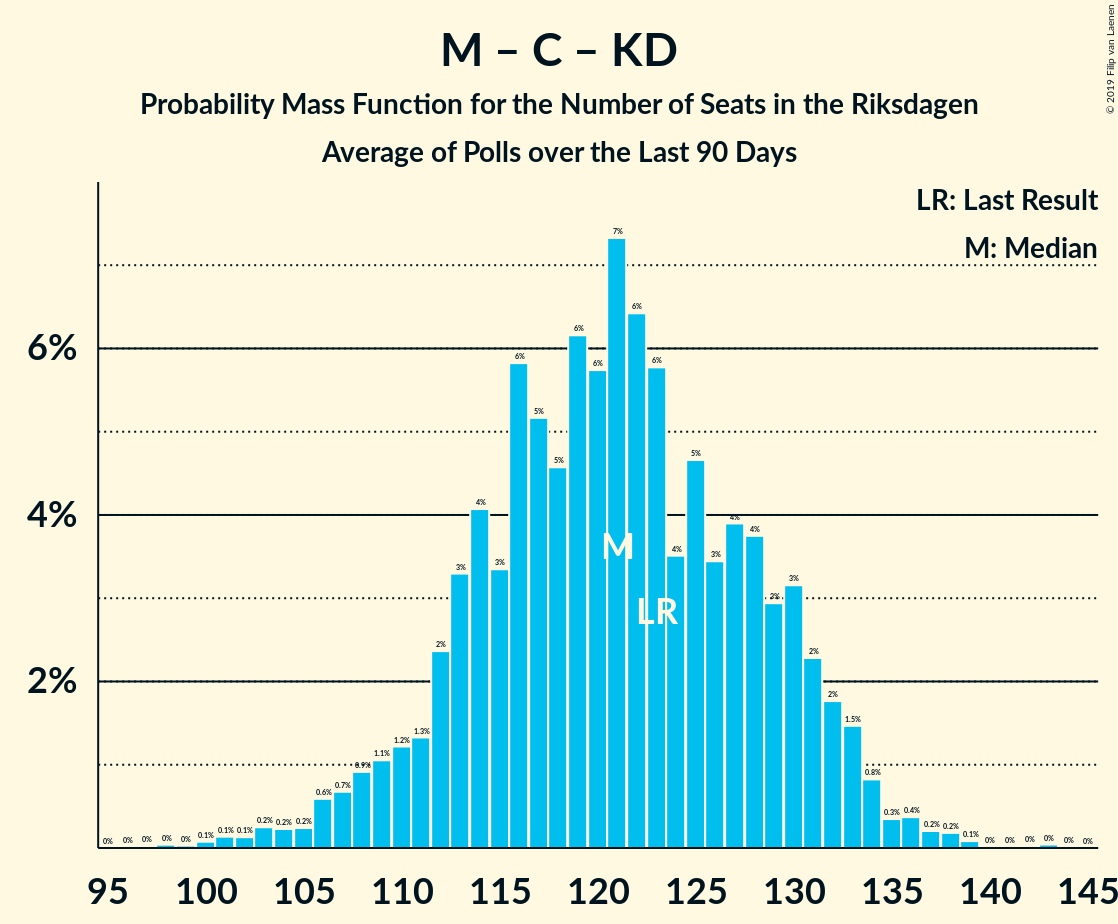 M – C – KD
Probability Mass Function for the Number of Seats in the Riksdagen
Average of Polls over the Last 90 Days
© 2019 Filip van Laenen
LR: Last Result
M: Median
6%
4%
2%
0% 0% 0% 0% 0% 0.1% 0.1% 0.1% 0.2% 0.2% 0.2% 0.6% 0.7% 0.9% 1.1% 1.2% 1.3% 2% 3% 4% 3% 6% 5% 5% 6% 6% 7% 6% 6% 4% 5% 3% 4% 4% 3% 3% 2% 2% 1.5% 0.8% 0.3% 0.4% 0.2% 0.2% 0.1% 0% 0% 0% 0% 0% 0%
M
LR
95 100 105 110 115 120 125 130 135 140 145